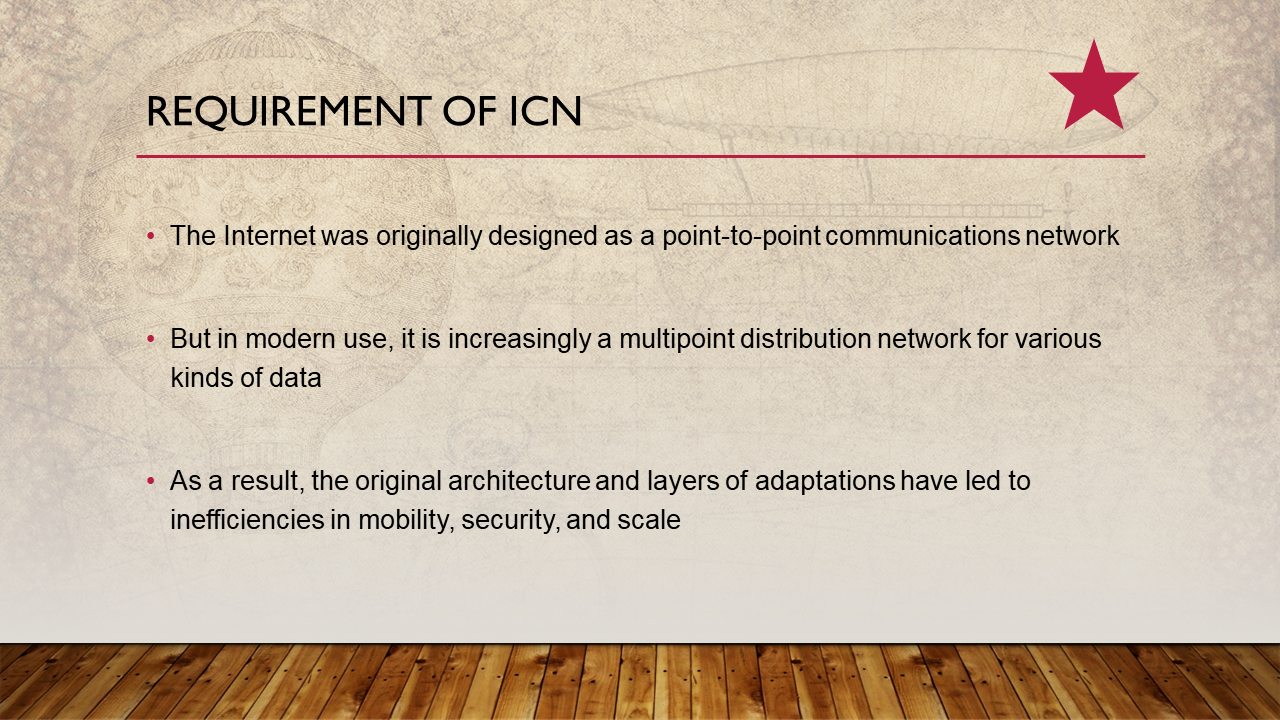 REQUIREMENT OF ICN
• The Internet was originally designed as a point-to-point communications network
• But in modern use, it is increasingly a multipoint distribution network for various
kinds of data
• As a result, the original architecture and layers of adaptations have led to
inefficiencies in mobility, security, and scale